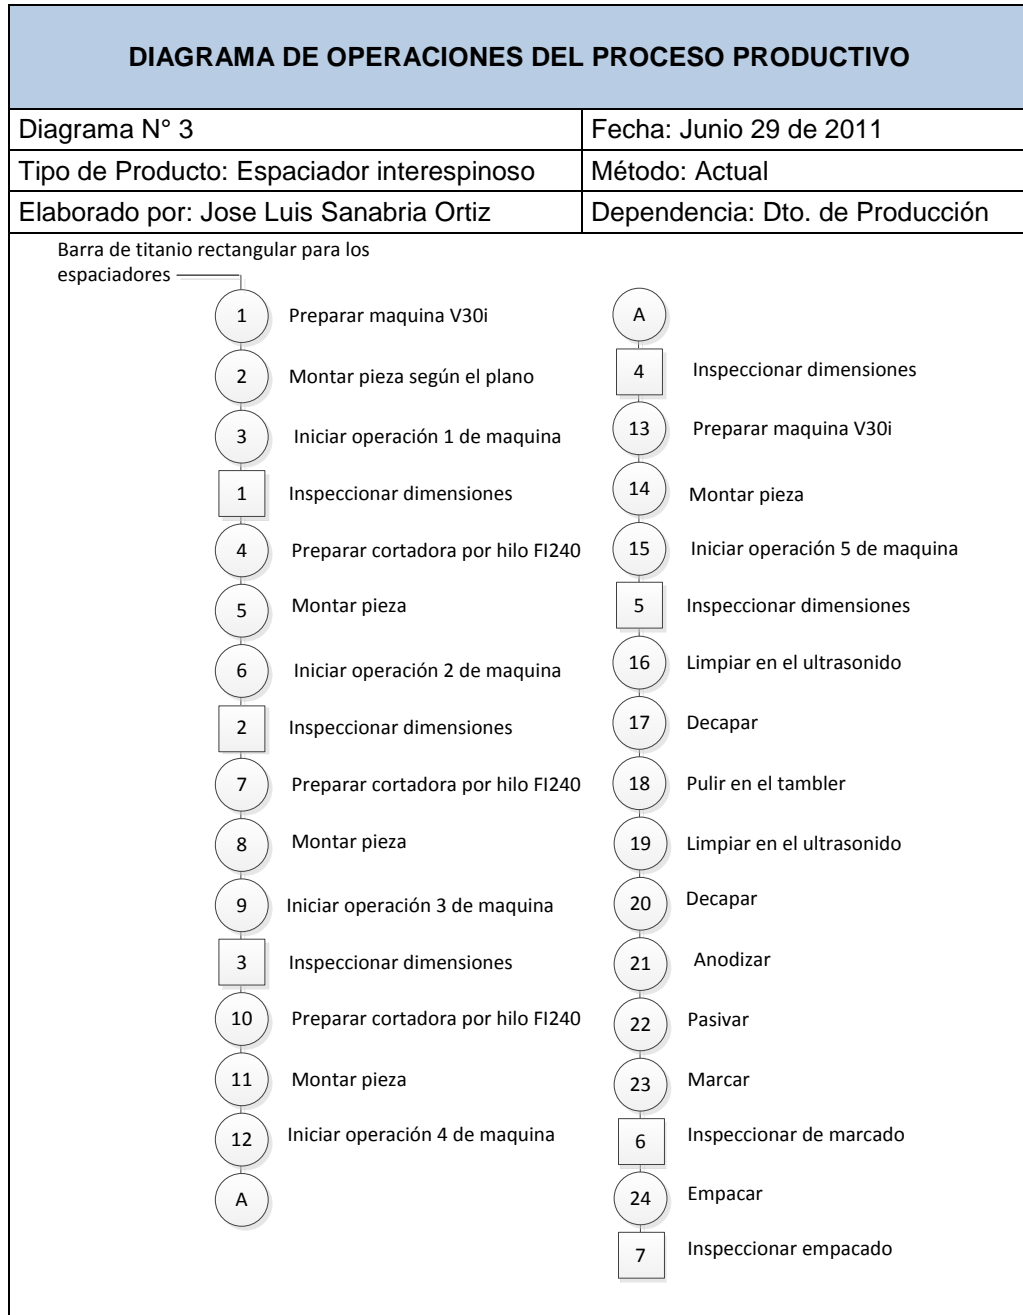 DIAGRAMA DE OPERACIONES DEL PROCESO PRODUCTIVO
Diagrama N° 3
Fecha: Junio 29 de 2011
Tipo de Producto: Espaciador interespinoso
Método: Actual
Elaborado por: Jose Luis Sanabria Ortiz
Dependencia: Dto. de Producción
Barra de titanio rectangular para los
espaciadores
1 Preparar maquina V30i
2 Montar pieza según el plano
3 Iniciar operación 1 de maquina
1 Inspeccionar dimensiones
4 Preparar cortadora por hilo FI240
5 Montar pieza
6 Iniciar operación 2 de maquina
2 Inspeccionar dimensiones
7 Preparar cortadora por hilo FI240
8 Montar pieza
9 Iniciar operación 3 de maquina
3 Inspeccionar dimensiones
10 Preparar cortadora por hilo FI240
11 Montar pieza
12 Iniciar operación 4 de maquina
A
A
4 Inspeccionar dimensiones
13 Preparar maquina V30i
14 Montar pieza
15 Iniciar operación 5 de maquina
5 Inspeccionar dimensiones
16 Limpiar en el ultrasonido
17 Decapar
18 Pulir en el tambler
19 Limpiar en el ultrasonido
20 Decapar
21 Anodizar
22 Pasivar
23 Marcar
6 Inspeccionar de marcado
24 Empacar
7 Inspeccionar empacado